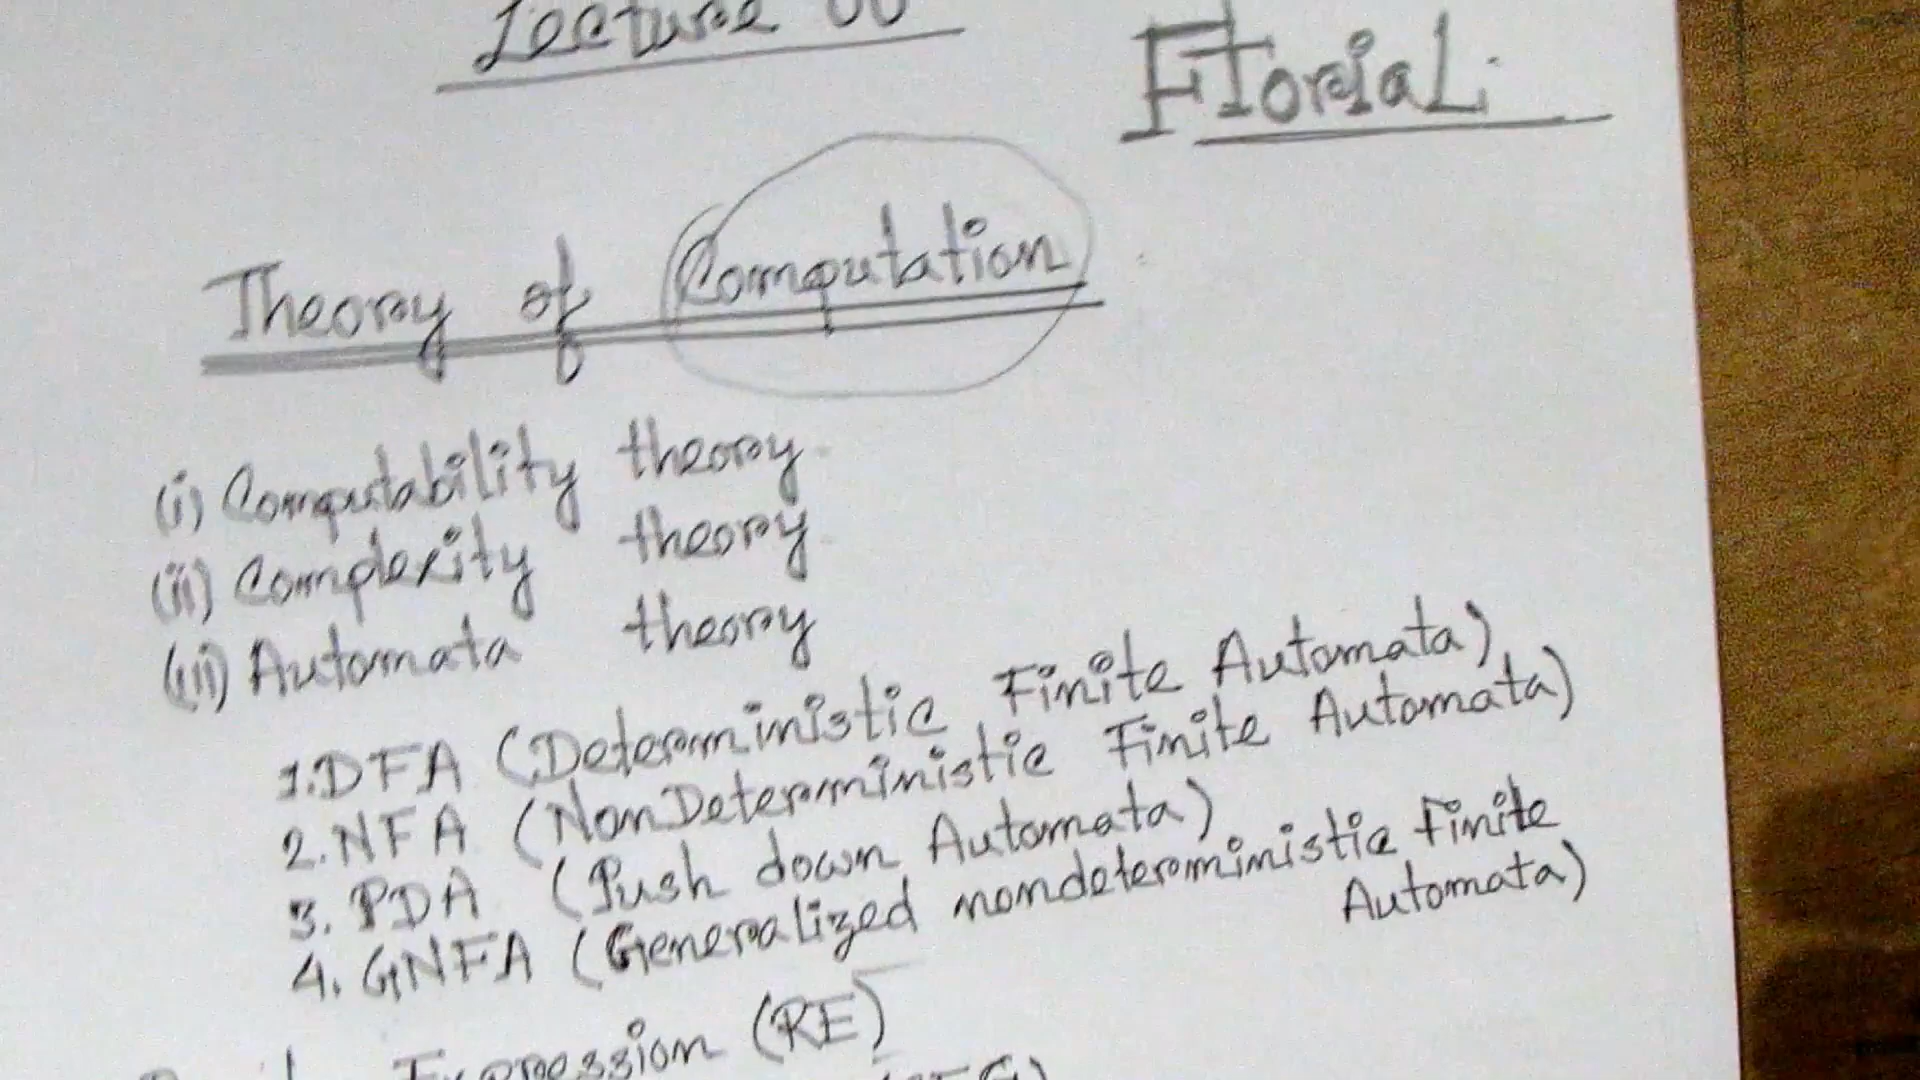 Lecture 00
Ftorial.
Theory of Computation
(i) Computability theory
(ii) Complexity theory
(iii) Automata theory
1. DFA (Deterministic Finite Automata)
2. NFA (NonDeterministic Finite Automata)
3. PDA (Push down Automata)
4. GNFA (Generalized nondeterministic finite
Automata)
Expression (RE)